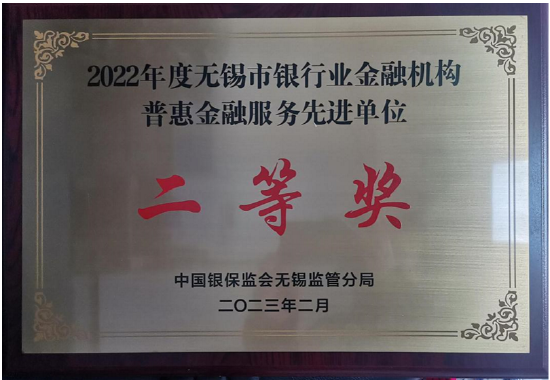 2022年度无锡市银行业金融机构
普惠金融服务先进单位
二等奖
中国银保监会无锡监管分局
二〇二三年二月